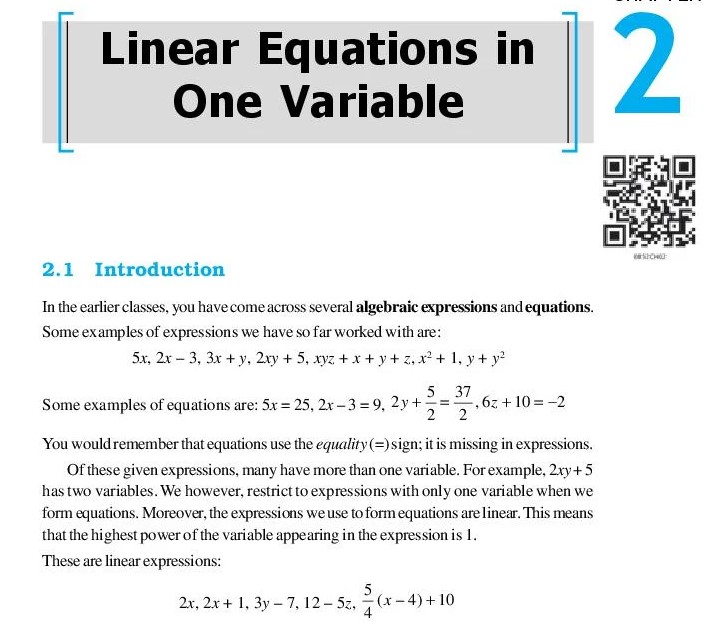 Linear Equations in
One Variable
2
2.1 Introduction
In the earlier classes, you have come across several algebraic expressions and equations.
Some examples of expressions we have so far worked with are:
5x, 2x – 3, 3x + y, 2xy + 5, xyz + x + y + z, x² + 1, y + y²
Some examples of equations are: 5x = 25, 2x – 3 = 9, 2y + 5/2 = 37/2, 6z + 10 = –2
You would remember that equations use the equality (=) sign; it is missing in expressions.
Of these given expressions, many have more than one variable. For example, 2xy + 5
has two variables. We however, restrict to expressions with only one variable when we
form equations. Moreover, the expressions we use to form equations are linear. This means
that the highest power of the variable appearing in the expression is 1.
These are linear expressions:
2x, 2x + 1, 3y – 7, 12 – 5z, 5/4 (x – 4) + 10